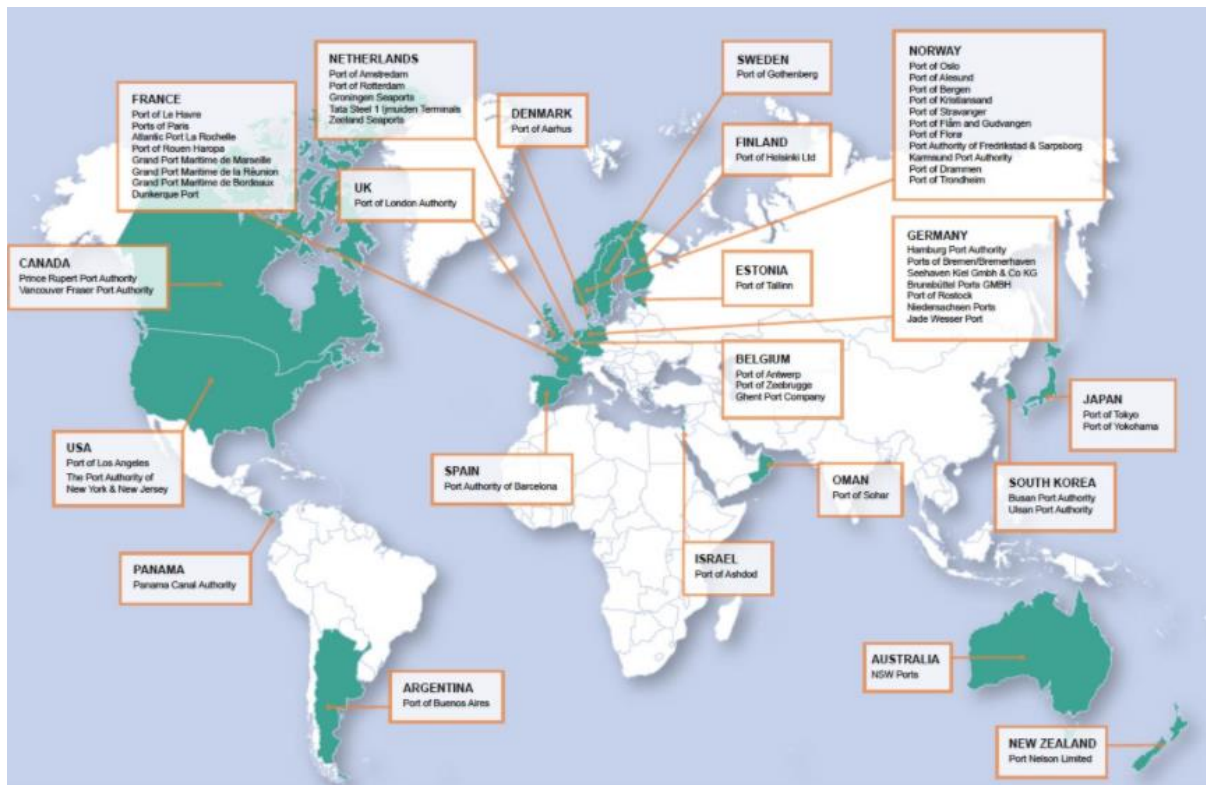 NETHERLANDS
Port of Amstredam
Port of Rotterdam
Groningen Seaports
Tata Steel 1 Ijmuiden Terminals
Zeeland Seaports
SWEDEN
Port of Gothenberg
NORWAY
Port of Oslo
Port of Alesund
Port of Bergen
Port of Kristiansand
Port of Stravanger
Port of Flåm and Gudvangen
Port of Florø
Port Authority of Fredrikstad & Sarpsborg
Karmsund Port Authority
Port of Drammen
Port of Trondheim
FRANCE
Port of Le Havre
Ports of Paris
Atlantic Port La Rochelle
Port of Rouen Haropa
Grand Port Maritime de Marseille
Grand Port Maritime de la Réunion
Grand Port Maritime de Bordeaux
Dunkerque Port
DENMARK
Port of Aarhus
FINLAND
Port of Helsinki Ltd
UK
Port of London Authority
GERMANY
Hamburg Port Authority
Ports of Bremen/Bremerhaven
Seehaven Kiel Gmbh & Co KG
Brunsbüttel Ports GMBH
Port of Rostock
Niedersachsen Ports
Jade Wesser Port
CANADA
Prince Rupert Port Authority
Vancouver Fraser Port Authority
ESTONIA
Port of Tallinn
BELGIUM
Port of Antwerp
Port of Zeebrugge
Ghent Port Company
JAPAN
Port of Tokyo
Port of Yokohama
USA
Port of Los Angeles
The Port Authority of
New York & New Jersey
SPAIN
Port Authority of Barcelona
OMAN
Port of Sohar
SOUTH KOREA
Busan Port Authority
Ulsan Port Authority
PANAMA
Panama Canal Authority
ISRAEL
Port of Ashdod
AUSTRALIA
NSW Ports
ARGENTINA
Port of Buenos Aires
NEW ZEALAND
Port Nelson Limited